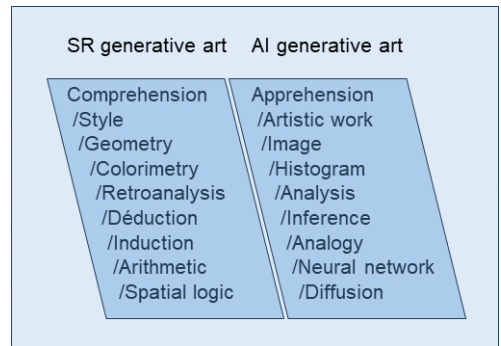 SR generative art
AI generative art
Comprehension
/Style
/Geometry
/Colorimetry
/Retroanalysis
/Déduction
/Induction
/Arithmetic
/Spatial logic
Apprehension
/Artistic work
/Image
/Histogram
/Analysis
/Inference
/Analogy
/Neural network
/Diffusion